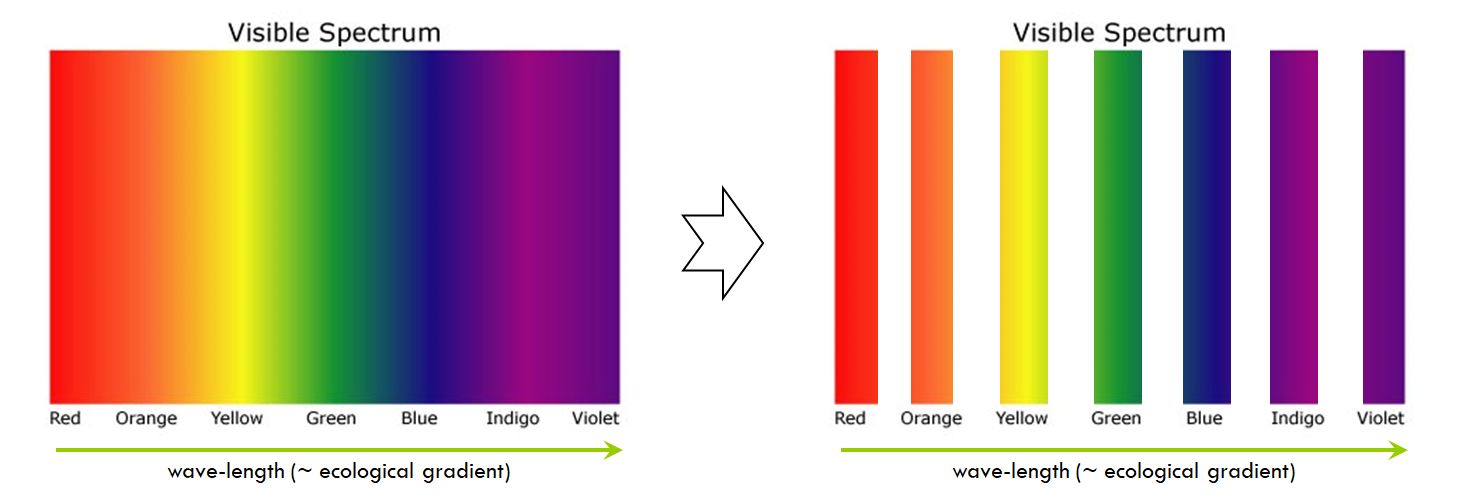 Visible Spectrum
Red Orange Yellow Green Blue Indigo Violet
wave-length (~ ecological gradient)
Visible Spectrum
Red Orange Yellow Green Blue Indigo Violet
wave-length (~ ecological gradient)